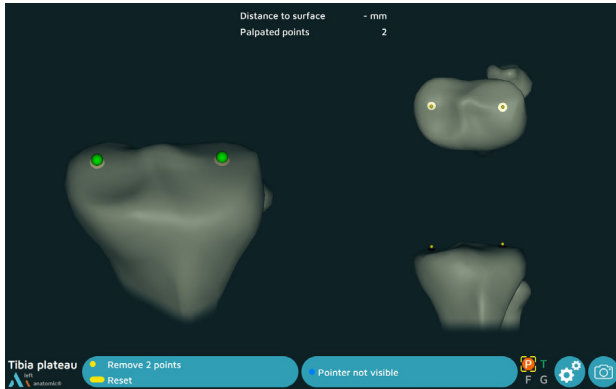 Distance to surface - mm
Palpated points 2
Tibia plateau
left
anatomic®
Remove 2 points
Reset
Pointer not visible
P T
F G